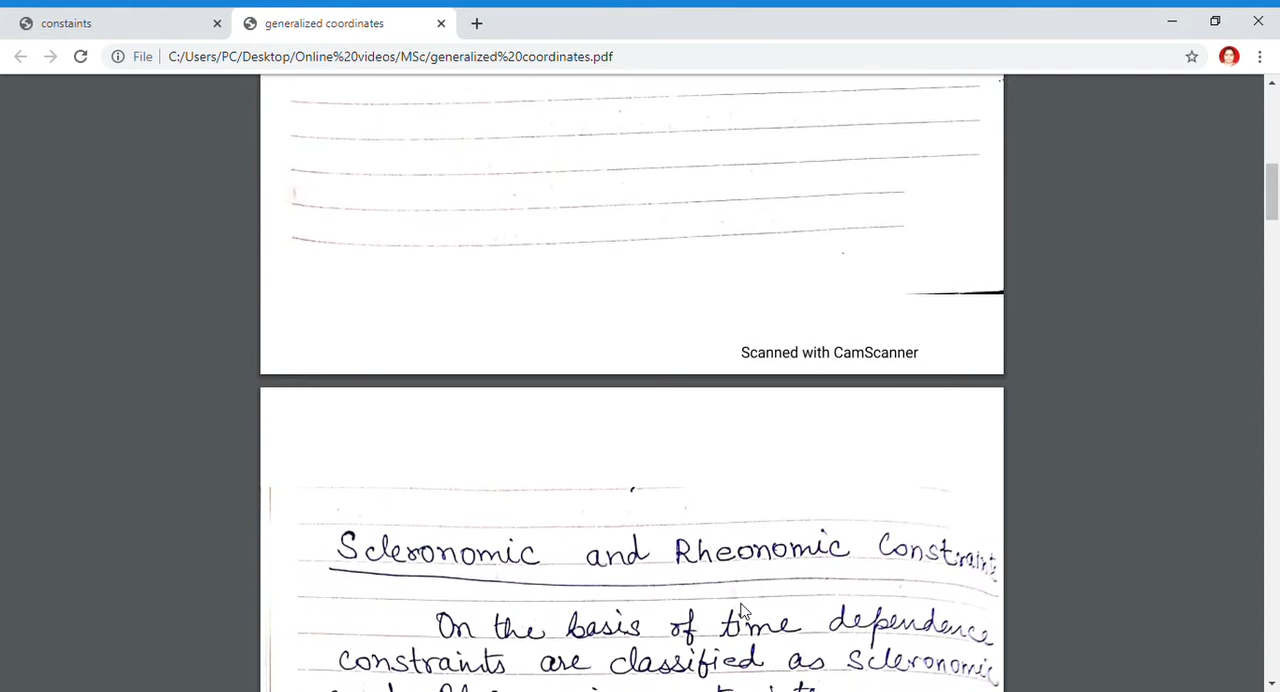 constaints
generalized coordinates
File
C:/Users/PC/Desktop/Online%20videos/MSc/generalized%20coordinates.pdf
Scanned with CamScanner
Scleronomic and Rheonomic Constraints
On the basis of time dependence
constraints are classified as Scleronomic